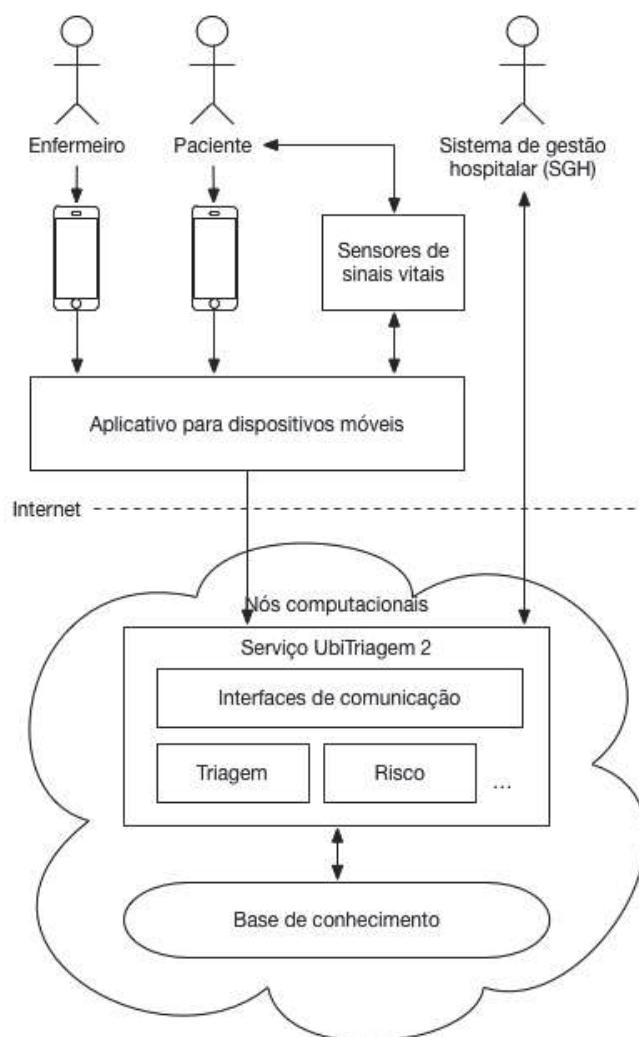 Enfermeiro
Paciente
Sistema de gestão
hospitalar (SGH)
Sensores de
sinais vitais
Aplicativo para dispositivos móveis
Internet
Nós computacionais
Serviço UbiTriagem 2
Interfaces de comunicação
Triagem
Risco
...
Base de conhecimento